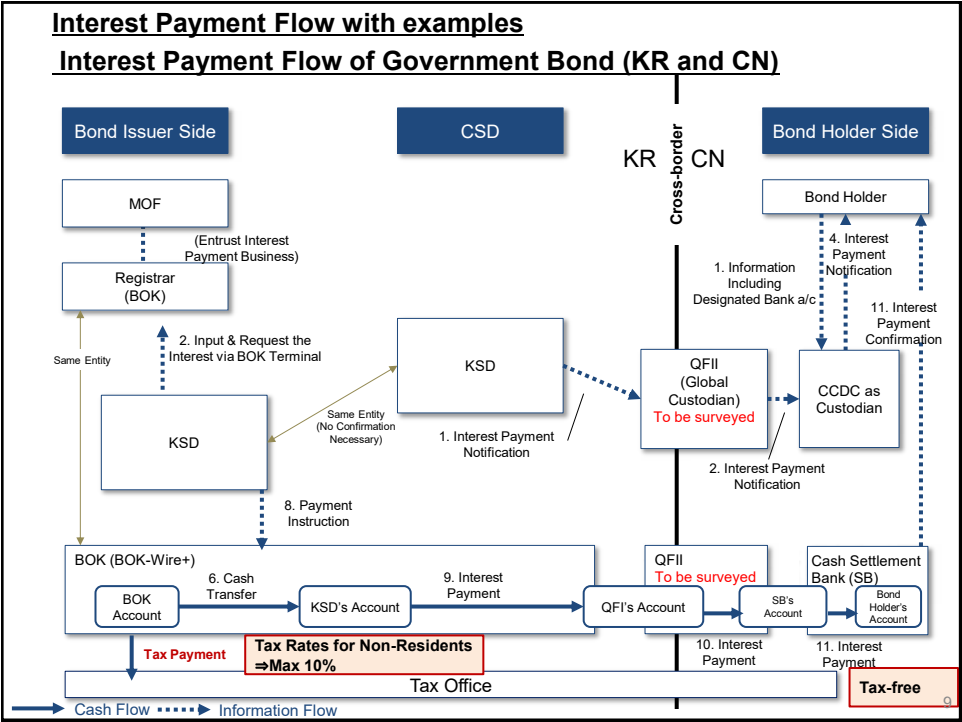 Interest Payment Flow with examples
Interest Payment Flow of Government Bond (KR and CN)
Bond Issuer Side
CSD
Bond Holder Side
KR
CN
Cross-border
MOF
(Entrust Interest
Payment Business)
Registrar
(BOK)
Bond Holder
4. Interest
Payment
Notification
1. Information
Including
Designated Bank a/c
11. Interest
Payment
Confirmation
2. Input & Request the
Interest via BOK Terminal
Same Entity
KSD
KSD
Same Entity
(No Confirmation
Necessary)
1. Interest Payment
Notification
QFII
(Global
Custodian)
To be surveyed
CCDC as
Custodian
2. Interest Payment
Notification
8. Payment
Instruction
BOK (BOK-Wire+)
6. Cash
Transfer
9. Interest
Payment
BOK
Account
KSD's Account
QFI's Account
QFII
To be surveyed
SB's
Account
Cash Settlement
Bank (SB)
Bond
Holder's
Account
10. Interest
Payment
11. Interest
Payment
Tax Payment
Tax Rates for Non-Residents
⇒Max 10%
Tax Office
Tax-free
Cash Flow
Information Flow
9